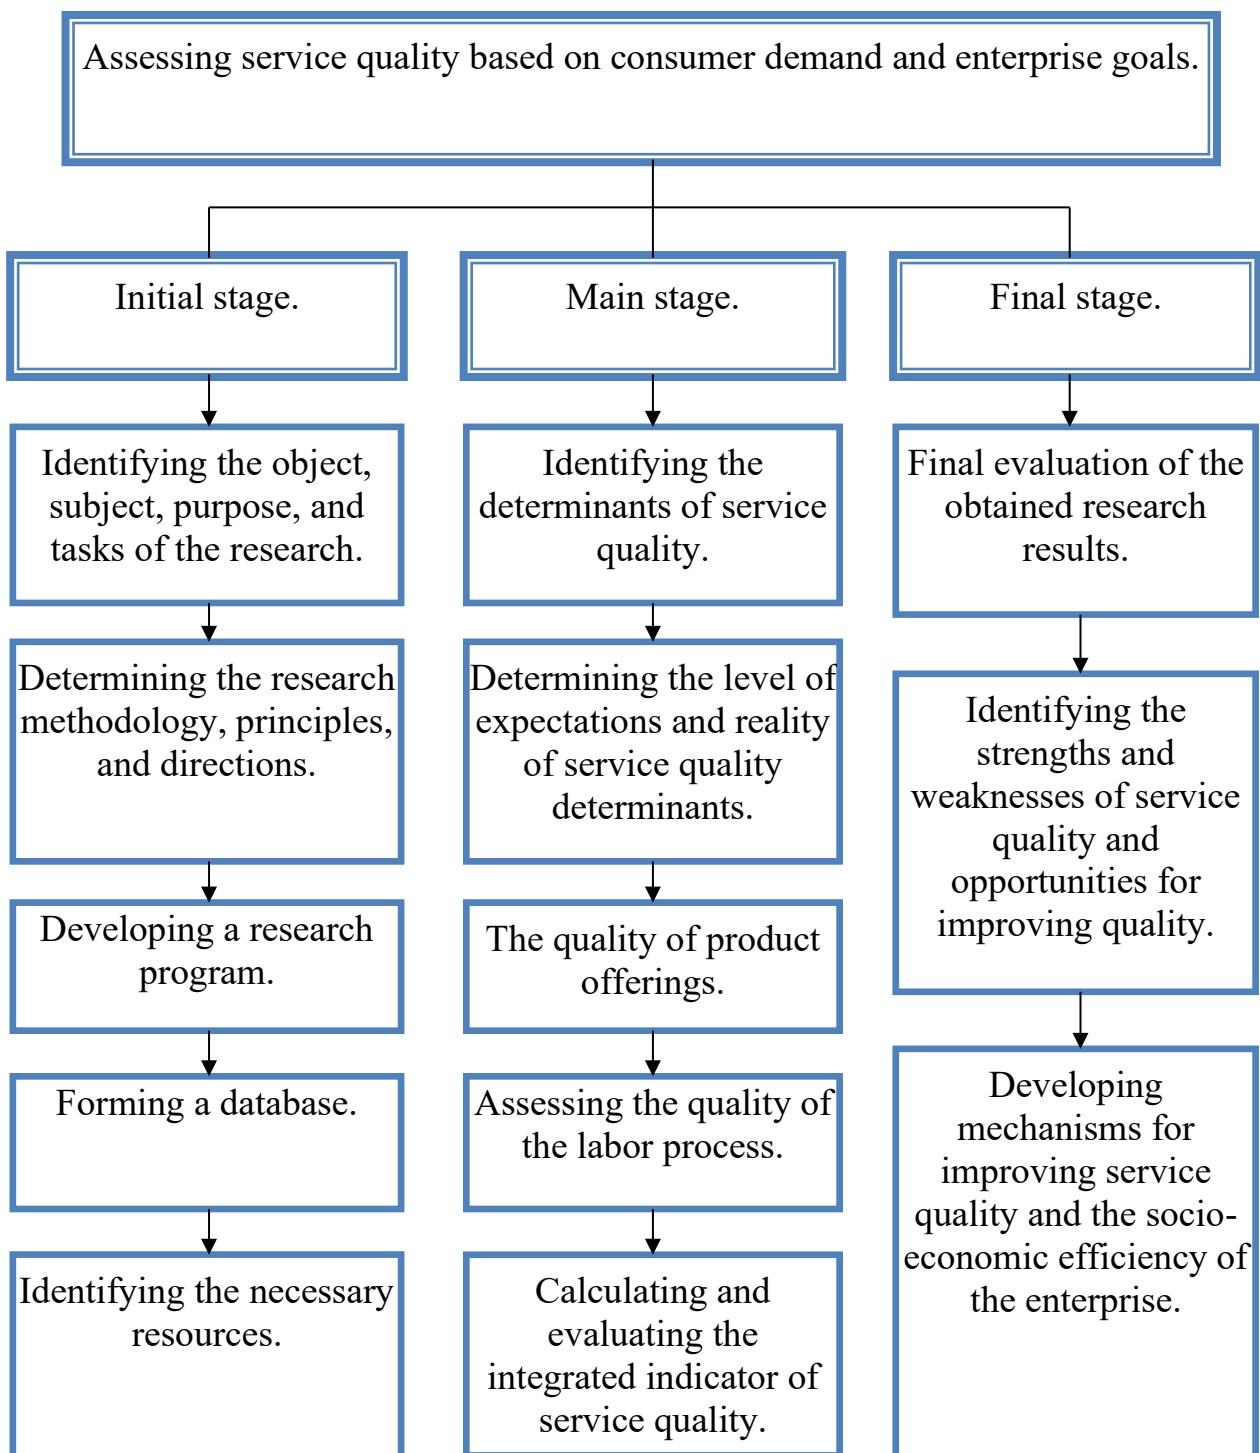 Assessing service quality based on consumer demand and enterprise goals.
Initial stage.
Identifying the object,
subject, purpose, and
tasks of the research.
Determining the research
methodology, principles,
and directions.
Developing a research
program.
Forming a database.
Identifying the necessary
resources.
Main stage.
Identifying the
determinants of service
quality.
Determining the level of
expectations and reality
of service quality
determinants.
The quality of product
offerings.
Assessing the quality of
the labor process.
Calculating and
evaluating the
integrated indicator of
service quality.
Final stage.
Final evaluation of the
obtained research
results.
Identifying the
strengths and
weaknesses of service
quality and
opportunities for
improving quality.
Developing
mechanisms for
improving service
quality and the socio-
economic efficiency of
the enterprise.